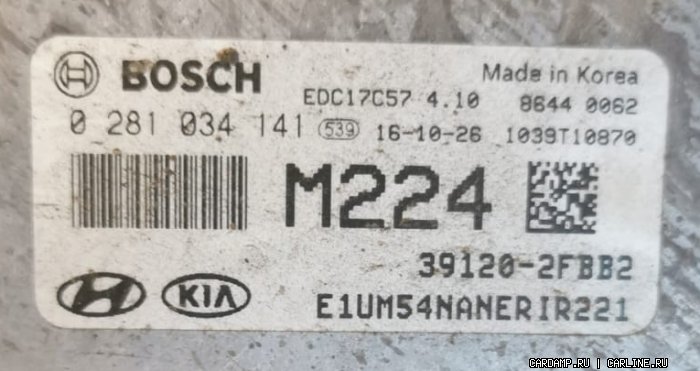 BOSCH
Made in Korea
EDC17C57 4.10
8644 0062
0 281 034 141 539 16-10-26 1039T10870
M224
39120-2FBB2
KIA
E1UM54NANERIR221
CARDAMP.RU | CARLINE.RU